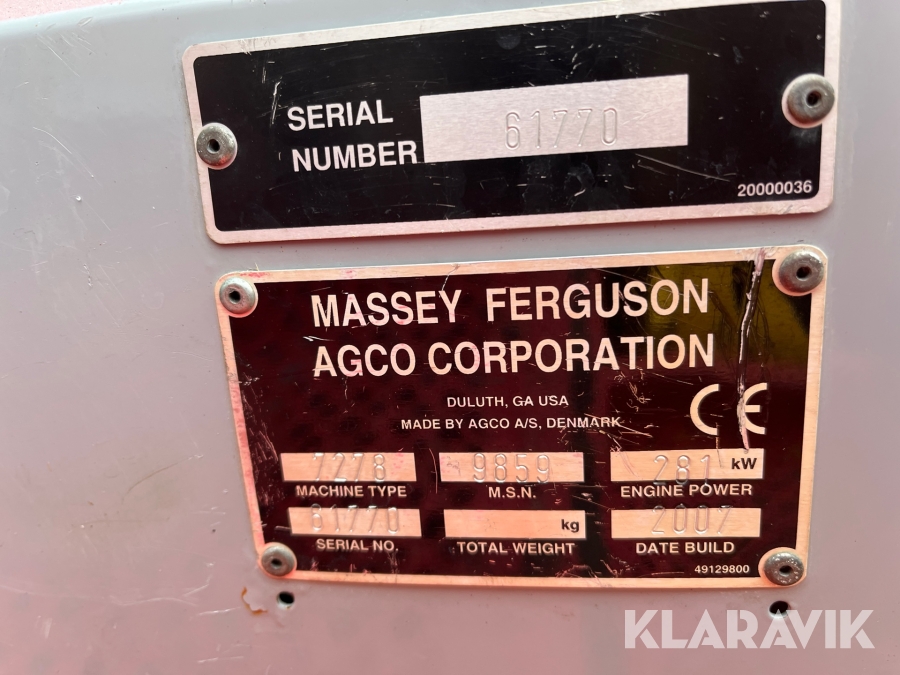 SERIAL
NUMBER
61770
20000036
MASSEY FERGUSON
AGCO CORPORATION
DULUTH, GA USA
MADE BY AGCO A/S, DENMARK
CE
7278
9859
281 kW
MACHINE TYPE
M.S.N.
ENGINE POWER
61770
kg
2007
SERIAL NO.
TOTAL WEIGHT
DATE BUILD
49129800
KLARAVIK